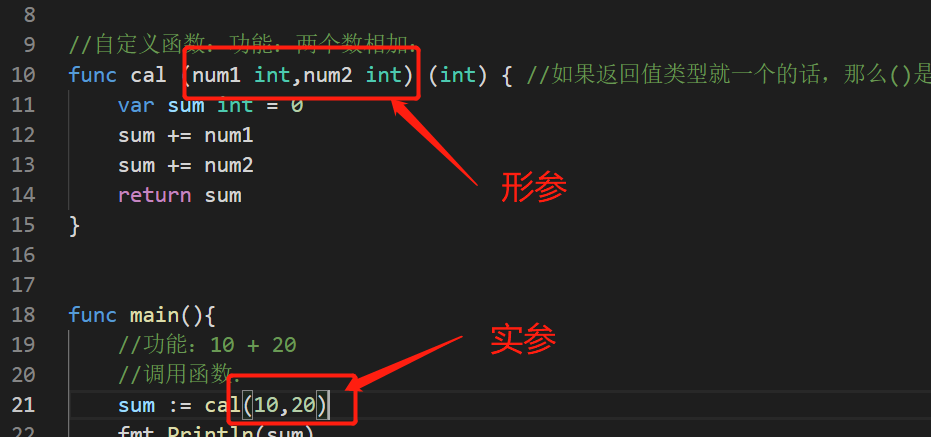 8
9 //自定义函数：功能：两个数相加：
10 func cal (num1 int,num2 int) (int) { //如果返回值类型就一个的话，那么()是
11 var sum int = 0
12 sum += num1
13 sum += num2
14 return sum
形参
15 }
16
17
18 func main(){
19 //功能：10 + 20
实参
20 //调用函数：
21 sum := cal(10,20)
22 fmt.Println(sum)